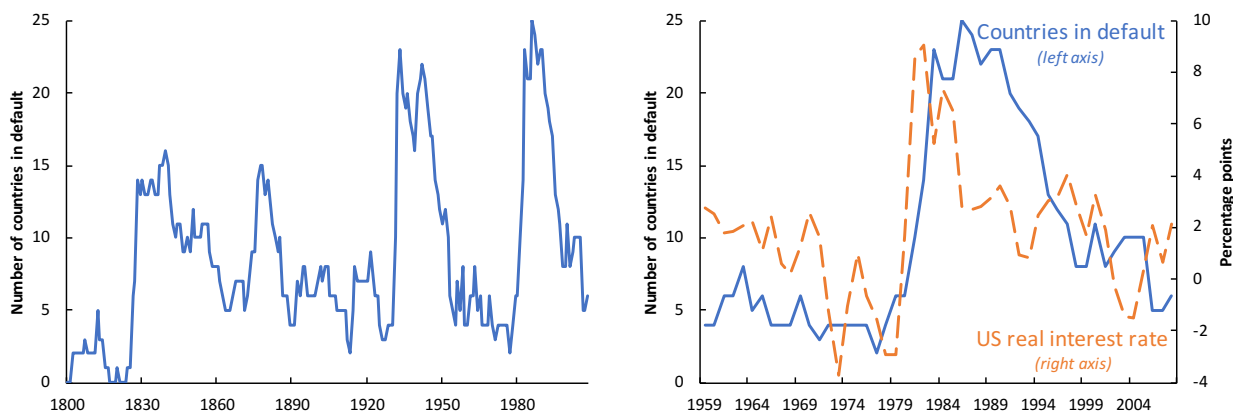 Number of countries in default
25
20
15
10
5
0
1800 1830 1860 1890 1920 1950 1980
Number of countries in default
25
20
15
10
5
0
1959 1964 1969 1974 1979 1984 1989 1994 1999 2004
Countries in default
(left axis)
US real interest rate
(right axis)
10
8
6
4
2
0
-2
-4
Percentage points